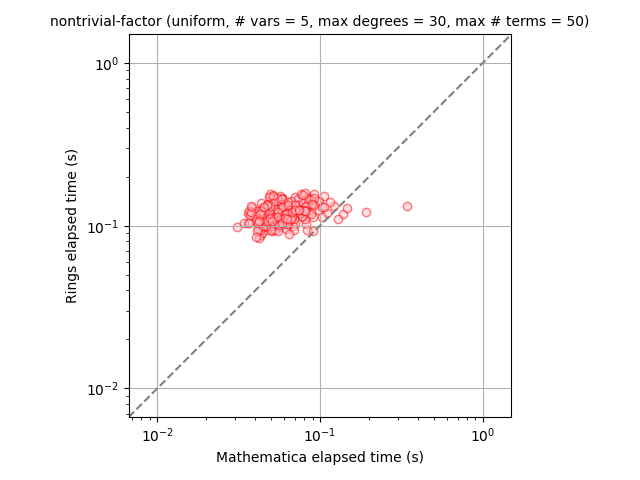 nontrivial-factor (uniform, # vars = 5, max degrees = 30, max # terms = 50)
10⁰
10⁻¹
10⁻²
Rings elapsed time (s)
10⁻² 10⁻¹ 10⁰
Mathematica elapsed time (s)